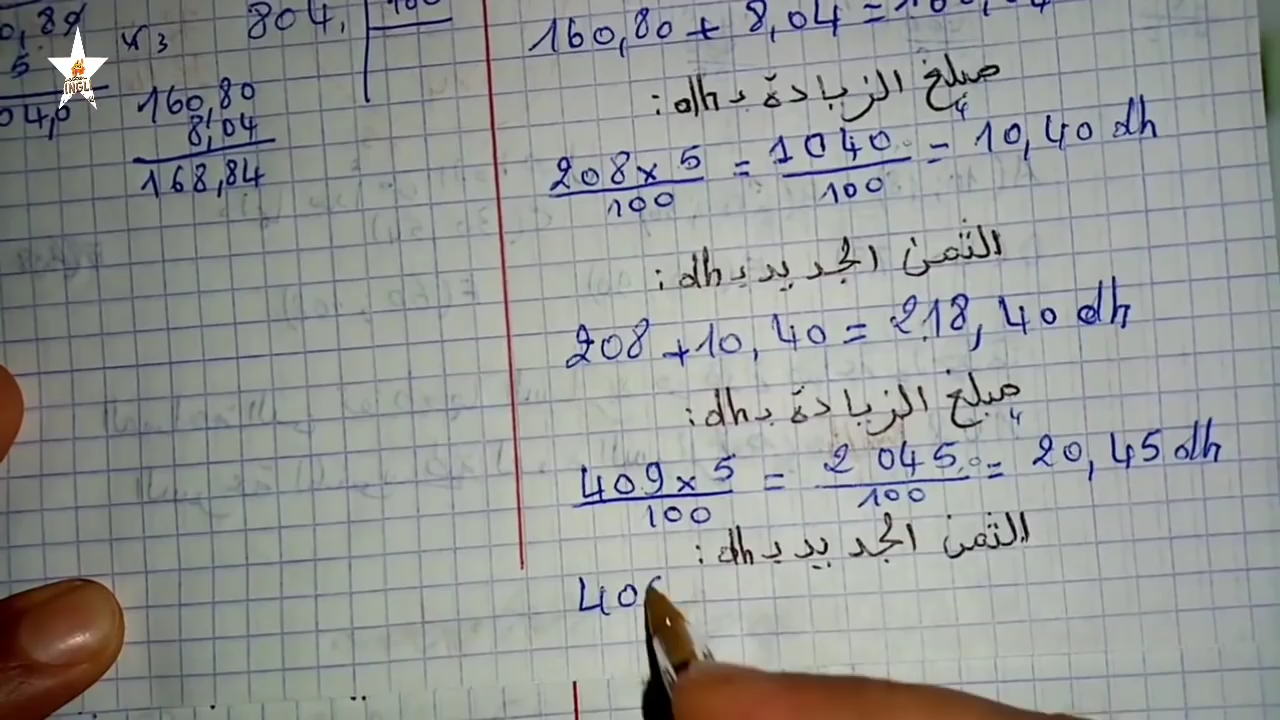 804,
160,80
8,04
168,84
160,80 + 8,04 =
مبلغ الزيادة بـ dh:
208 x 5 / 100 = 1040 / 100 = 10,40 dh
الثمن الجديد بـ dh:
208 + 10,40 = 218,40 dh
مبلغ الزيادة بـ dh:
409 x 5 / 100 = 2045 / 100 = 20,45 dh
الثمن الجديد بـ dh:
40